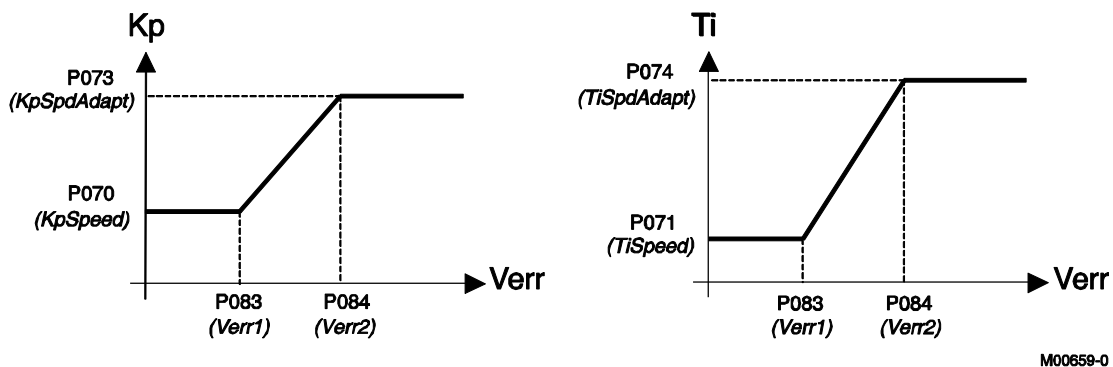 Kp
P073
(KpSpdAdapt)
P070
(KpSpeed)
P083
(Verr1)
P084
(Verr2)
Verr
Ti
P074
(TiSpdAdapt)
P071
(TiSpeed)
P083
(Verr1)
P084
(Verr2)
Verr
M00659-0